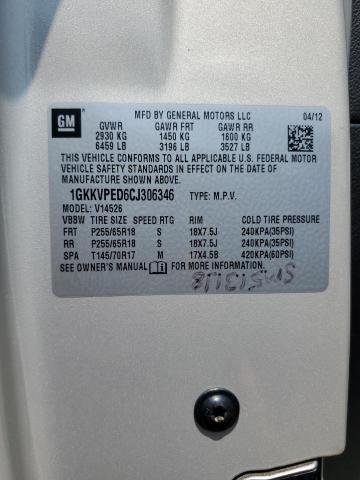 GM
MFD BY GENERAL MOTORS LLC 04/12
GVWR GAWR FRT GAWR RR
2930 KG 1450 KG 1600 KG
6459 LB 3196 LB 3527 LB
THIS VEHICLE CONFORMS TO ALL APPLICABLE U.S. FEDERAL MOTOR
VEHICLE SAFETY STANDARDS IN EFFECT ON THE DATE OF
MANUFACTURE SHOWN ABOVE.
1GKKVPED6CJ306346 TYPE: M.P.V.
MODEL: V14526
VBBW TIRE SIZE SPEED RTG RIM COLD TIRE PRESSURE
FRT P255/65R18 S 18X7.5J 240KPA(35PSI)
RR P255/65R18 S 18X7.5J 240KPA(35PSI)
SPA T145/70R17 M 17X4.5B 420KPA(60PSI)
SEE OWNER'S MANUAL FOR MORE INFORMATION.